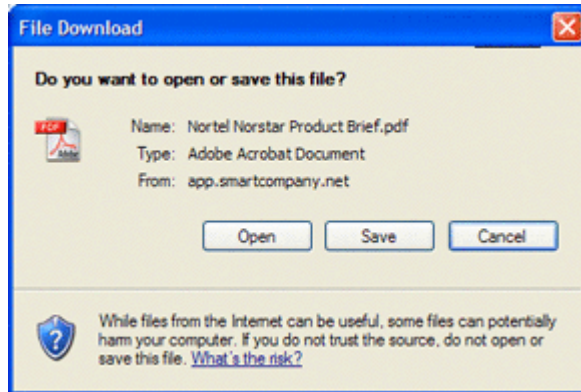 File Download
Do you want to open or save this file?
PDF
Adobe
Name: Nortel Norstar Product Brief.pdf
Type: Adobe Acrobat Document
From: app.smartcompany.net
Open Save Cancel
While files from the Internet can be useful, some files can potentially
harm your computer. If you do not trust the source, do not open or
save this file. What's the risk?